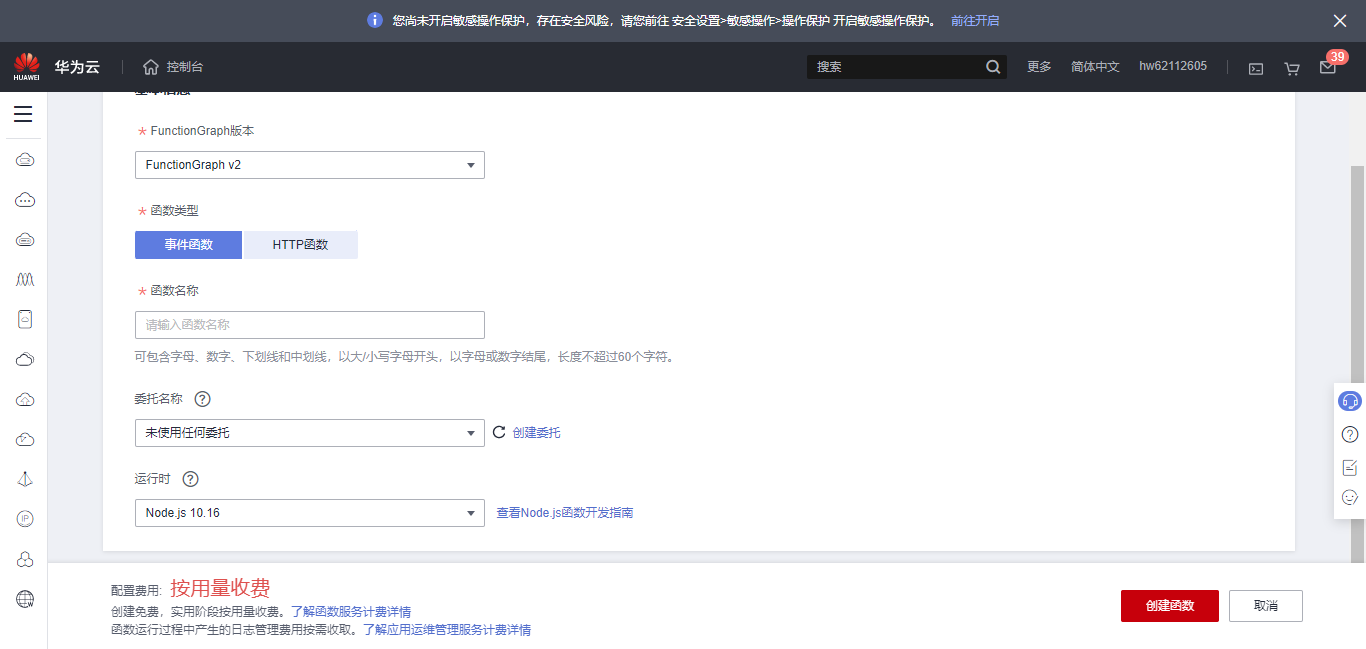 您尚未开启敏感操作保护，存在安全风险，请您前往 安全设置>敏感操作>操作保护 开启敏感操作保护。 前往开启
HUAWEI 华为云 控制台 搜索 更多 简体中文 hw62112605 39
基本信息
* FunctionGraph版本
FunctionGraph v2
* 函数类型
事件函数 HTTP函数
* 函数名称
请输入函数名称
可包含字母、数字、下划线和中划线，以大/小写字母开头，以字母或数字结尾，长度不超过60个字符。
委托名称 ?
未使用任何委托 创建委托
运行时 ?
Node.js 10.16 查看Node.js函数开发指南
IP
配置费用: 按用量收费
创建免费，实用阶段按用量收费。了解函数服务计费详情
函数运行过程中产生的日志管理费用按需收取。了解应用运维管理服务计费详情
创建函数 取消